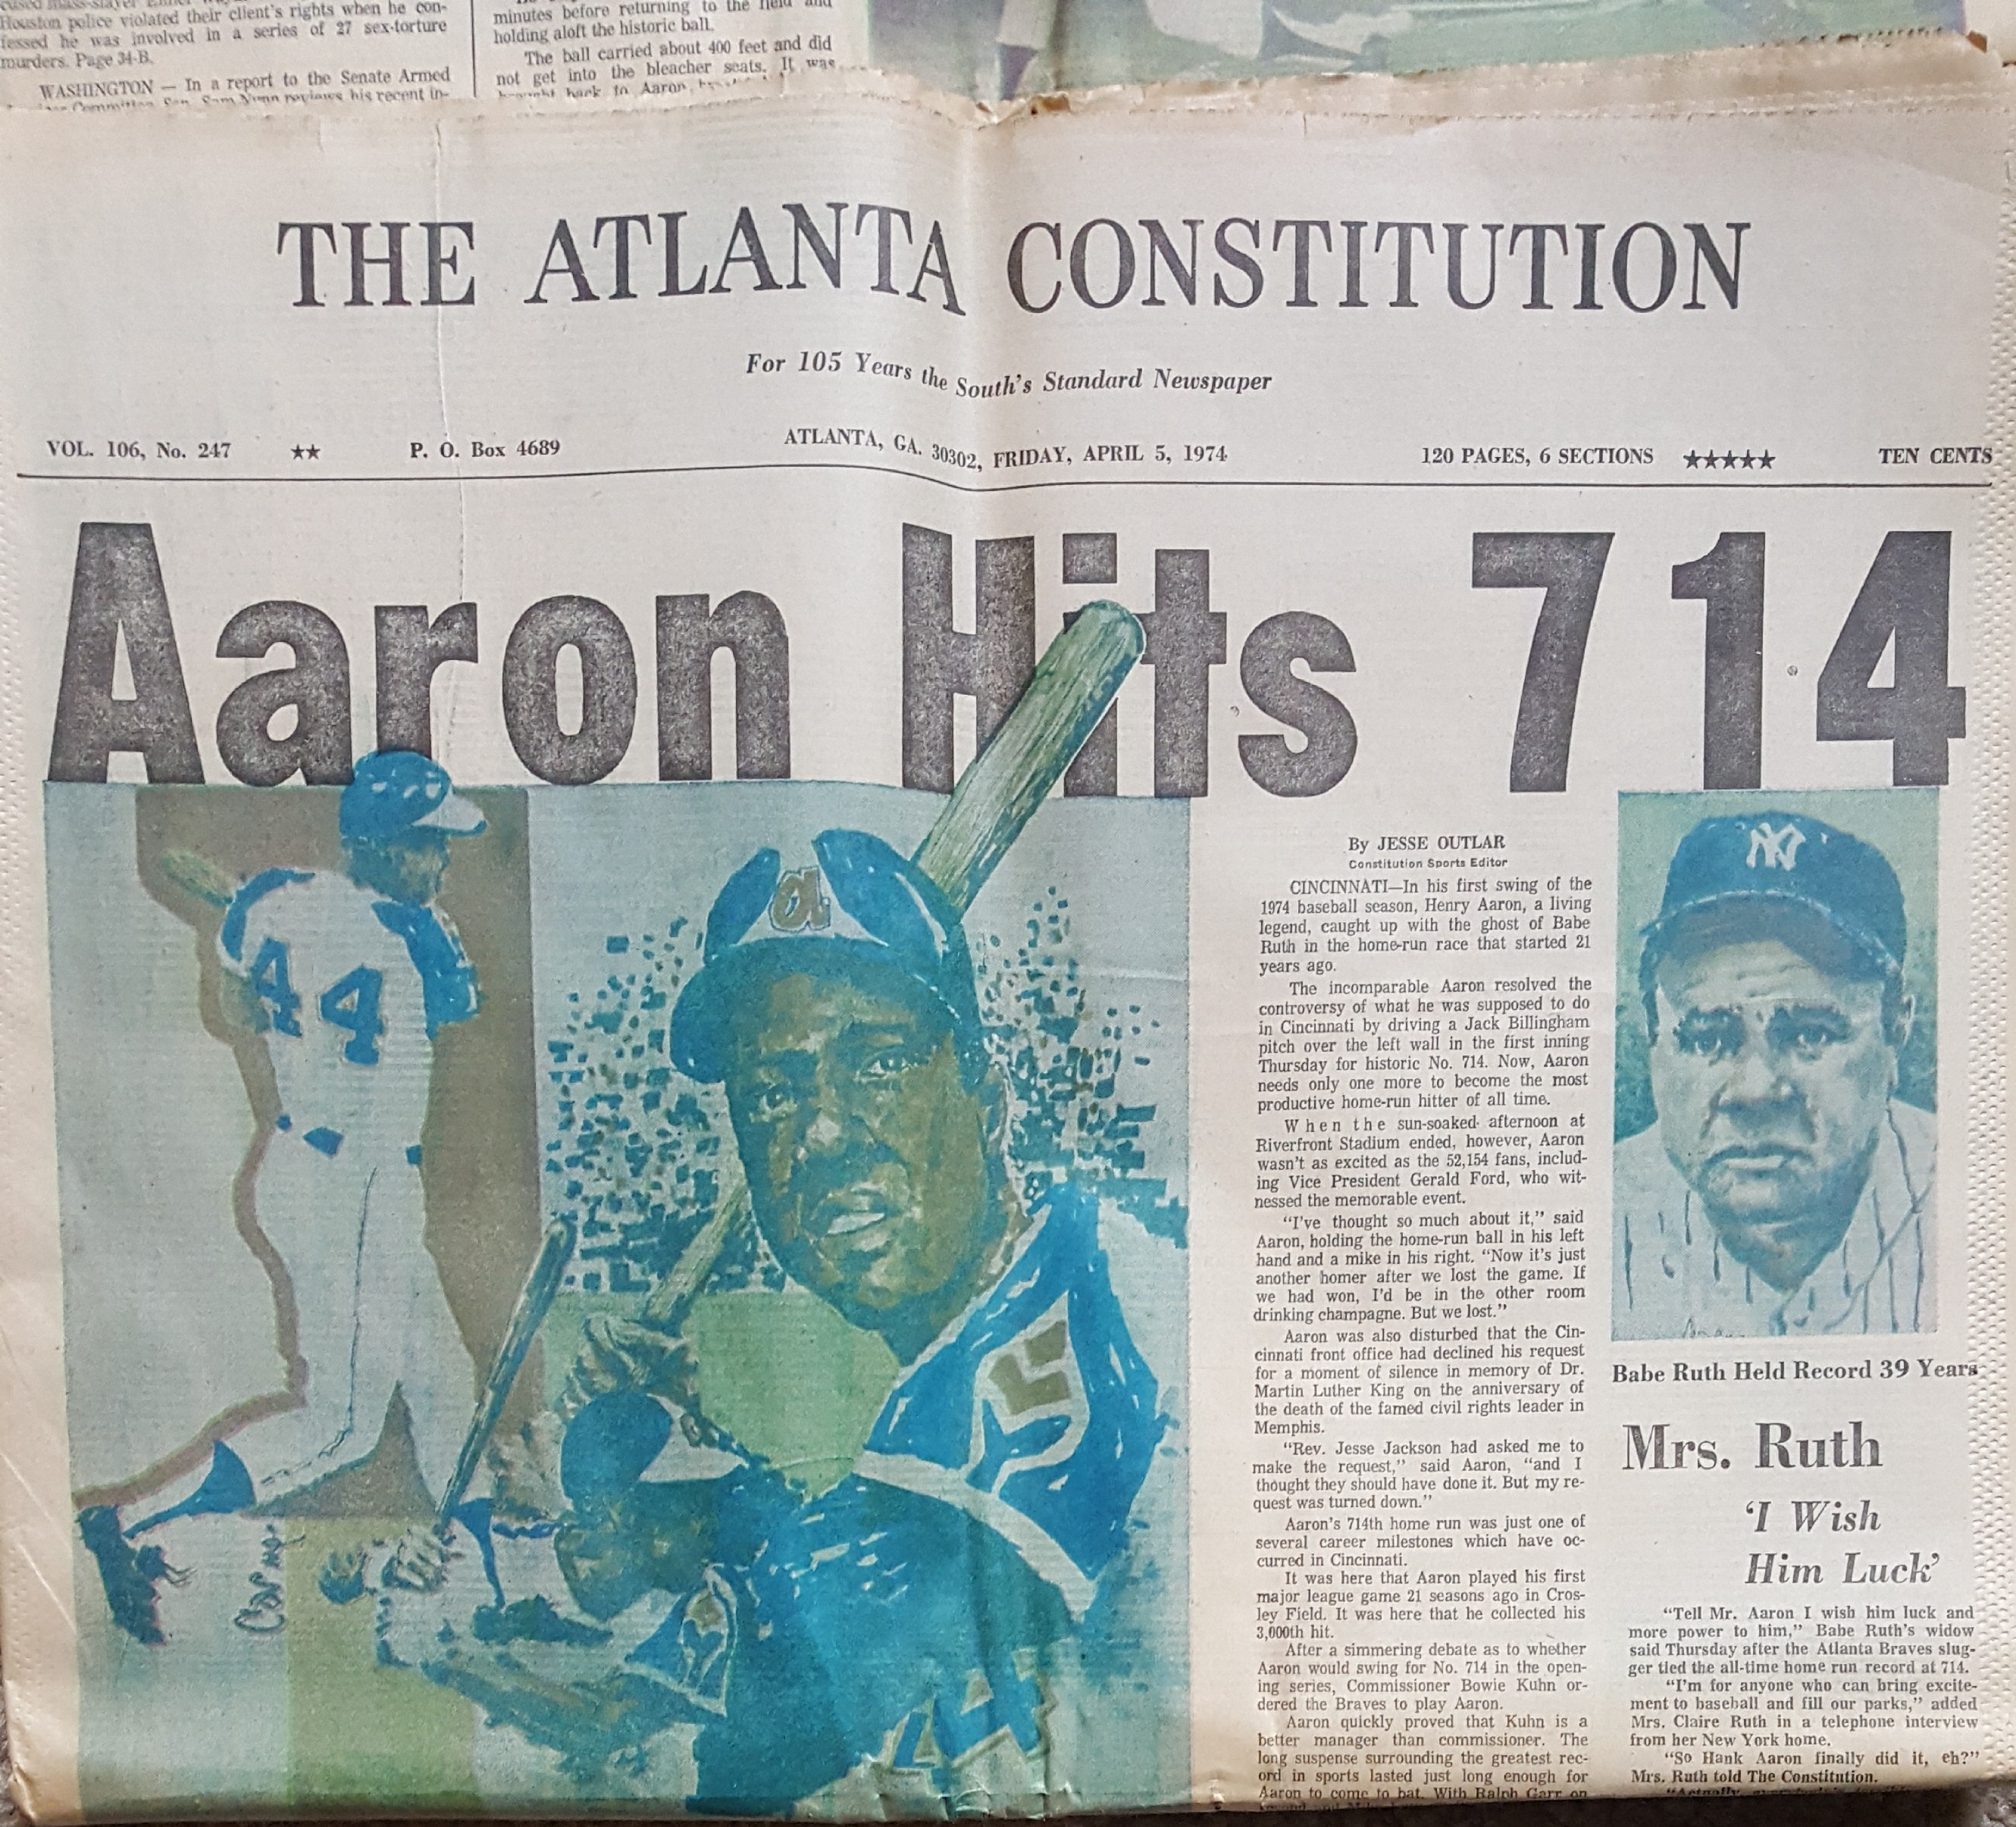 Houston police violated their client's rights when he con-
fessed he was involved in a series of 27 sex-torture
murders. Page 34-B.
WASHINGTON — In a report to the Senate Armed
Committee, Sen. Sam Nunn reviews his recent in-
minutes before returning to the field and
holding aloft the historic ball.
The ball carried about 400 feet and did
not get into the bleacher seats. It was
brought back to Aaron
THE ATLANTA CONSTITUTION
For 105 Years the South's Standard Newspaper
VOL. 106, No. 247 ★★ P. O. Box 4689 ATLANTA, GA. 30302, FRIDAY, APRIL 5, 1974 120 PAGES, 6 SECTIONS ★★★★★ TEN CENTS
Aaron Hits 714
44
a
44
By JESSE OUTLAR
Constitution Sports Editor
CINCINNATI—In his first swing of the
1974 baseball season, Henry Aaron, a living
legend, caught up with the ghost of Babe
Ruth in the home-run race that started 21
years ago.
The incomparable Aaron resolved the
controversy of what he was supposed to do
in Cincinnati by driving a Jack Billingham
pitch over the left wall in the first inning
Thursday for historic No. 714. Now, Aaron
needs only one more to become the most
productive home-run hitter of all time.
When the sun-soaked afternoon at
Riverfront Stadium ended, however, Aaron
wasn't as excited as the 52,154 fans, includ-
ing Vice President Gerald Ford, who wit-
nessed the memorable event.
"I've thought so much about it," said
Aaron, holding the home-run ball in his left
hand and a mike in his right. "Now it's just
another homer after we lost the game. If
we had won, I'd be in the other room
drinking champagne. But we lost."
Aaron was also disturbed that the Cin-
cinnati front office had declined his request
for a moment of silence in memory of Dr.
Martin Luther King on the anniversary of
the death of the famed civil rights leader in
Memphis.
"Rev. Jesse Jackson had asked me to
make the request," said Aaron, "and I
thought they should have done it. But my re-
quest was turned down."
Aaron's 714th home run was just one of
several career milestones which have oc-
curred in Cincinnati.
It was here that Aaron played his first
major league game 21 seasons ago in Cros-
ley Field. It was here that he collected his
3,000th hit.
After a simmering debate as to whether
Aaron would swing for No. 714 in the open-
ing series, Commissioner Bowie Kuhn or-
dered the Braves to play Aaron.
Aaron quickly proved that Kuhn is a
better manager than commissioner. The
long suspense surrounding the greatest rec-
ord in sports lasted just long enough for
Aaron to come to bat. With Ralph Garr on
NY
Babe Ruth Held Record 39 Years
Mrs. Ruth
'I Wish
Him Luck'
"Tell Mr. Aaron I wish him luck and
more power to him," Babe Ruth's widow
said Thursday after the Atlanta Braves slug-
ger tied the all-time home run record at 714.
"I'm for anyone who can bring excite-
ment to baseball and fill our parks," added
Mrs. Claire Ruth in a telephone interview
from her New York home.
"So Hank Aaron finally did it, eh?"
Mrs. Ruth told The Constitution.